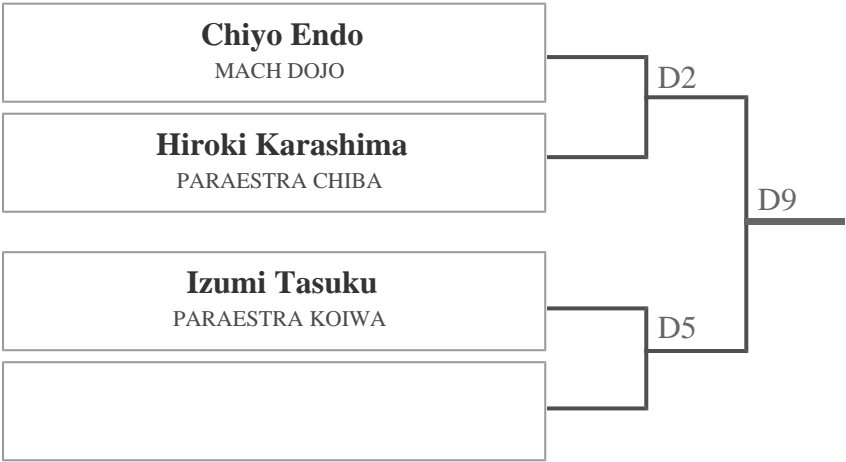 Chiyo Endo
MACH DOJO
D2
Hiroki Karashima
PARAESTRA CHIBA
D9
Izumi Tasuku
PARAESTRA KOIWA
D5